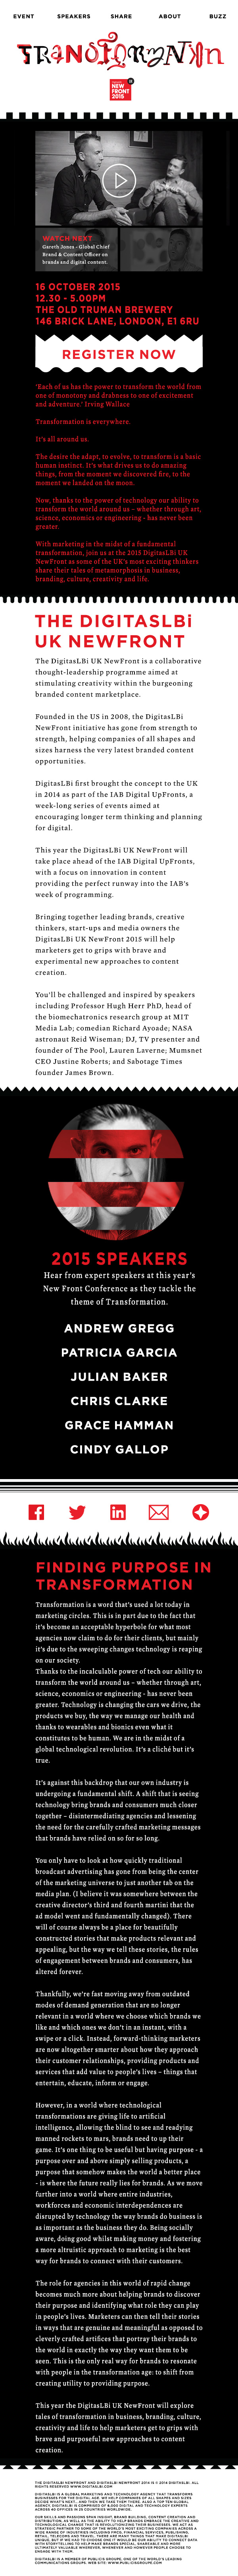 EVENT
SPEAKERS
SHARE
ABOUT
BUZZ
TRANSFORMATION
NEW
FRONT
2015
WATCH NEXT
Gareth Jones - Global Chief
Brand & Content Officer on
brands and digital content.
16 OCTOBER 2015
12.30 - 5.00PM
THE OLD TRUMAN BREWERY
146 BRICK LANE, LONDON, E1 6RU
REGISTER NOW
'Each of us has the power to transform the world from
one of monotony and drabness to one of excitement
and adventure.' Irving Wallace
Transformation is everywhere.
It's all around us.
The desire the adapt, to evolve, to transform is a basic
human instinct. It's what drives us to do amazing
things, from the moment we discovered fire, to the
moment we landed on the moon.
Now, thanks to the power of technology our ability to
transform the world around us – whether through art,
science, economics or engineering - has never been
greater.
With marketing in the midst of a fundamental
transformation, join us at the 2015 DigitasLBi UK
NewFront as some of the UK's most exciting thinkers
share their tales of metamorphosis in business,
branding, culture, creativity and life.
THE DIGITASLBi
UK NEWFRONT
The DigitasLBi UK NewFront is a collaborative
thought-leadership programme aimed at
stimulating creativity within the burgeoning
branded content marketplace.
Founded in the US in 2008, the DigitasLBi
NewFront initiative has gone from strength to
strength, helping companies of all shapes and
sizes harness the very latest branded content
opportunities.
DigitasLBi first brought the concept to the UK
in 2014 as part of the IAB Digital UpFronts, a
week-long series of events aimed at
encouraging longer term thinking and planning
for digital.
This year the DigitasLBi UK NewFront will
take place ahead of the IAB Digital UpFronts,
with a focus on innovation in content
providing the perfect runway into the IAB's
week of programming.
Bringing together leading brands, creative
thinkers, start-ups and media owners the
DigitasLBi UK NewFront 2015 will help
marketers get to grips with brave and
experimental new approaches to content
creation.
You'll be challenged and inspired by speakers
including Professor Hugh Herr PhD, head of
the biomechatronics research group at MIT
Media Lab; comedian Richard Ayoade; NASA
astronaut Reid Wiseman; DJ, TV presenter and
founder of The Pool, Lauren Laverne; Mumsnet
CEO Justine Roberts; and Sabotage Times
founder James Brown.
2015 SPEAKERS
Hear from expert speakers at this year's
New Front Conference as they tackle the
theme of Transformation.
ANDREW GREGG
PATRICIA GARCIA
JULIAN BAKER
CHRIS CLARKE
GRACE HAMMAN
CINDY GALLOP
FINDING PURPOSE IN
TRANSFORMATION
Transformation is a word that's used a lot today in
marketing circles. This is in part due to the fact that
it's become an acceptable hyperbole for what most
agencies now claim to do for their clients, but mainly
it's due to the sweeping changes technology is reaping
on our society.
Thanks to the incalculable power of tech our ability to
transform the world around us – whether through art,
science, economics or engineering - has never been
greater. Technology is changing the cars we drive, the
products we buy, the way we manage our health and
thanks to wearables and bionics even what it
constitutes to be human. We are in the midst of a
global technological revolution. It's a cliché but it's
true.
It's against this backdrop that our own industry is
undergoing a fundamental shift. A shift that is seeing
technology bring brands and consumers much closer
together – disintermediating agencies and lessening
the need for the carefully crafted marketing messages
that brands have relied on so for so long.
You only have to look at how quickly traditional
broadcast advertising has gone from being the center
of the marketing universe to just another tab on the
media plan. (I believe it was somewhere between the
creative director's third and fourth martini that the
ad model went and fundamentally changed). There
will of course always be a place for beautifully
constructed stories that make products relevant and
appealing, but the way we tell these stories, the rules
of engagement between brands and consumers, has
altered forever.
Thankfully, we're fast moving away from outdated
modes of demand generation that are no longer
relevant in a world where we choose which brands we
like and which ones we don't in an instant, with a
swipe or a click. Instead, forward-thinking marketers
are now altogether smarter about how they approach
their customer relationships, providing products and
services that add value to people's lives – things that
entertain, educate, inform or engage.
However, in a world where technological
transformations are giving life to artificial
intelligence, allowing the blind to see and readying
manned rockets to mars, brands need to up their
game. It's one thing to be useful but having purpose - a
purpose over and above simply selling products, a
purpose that somehow makes the world a better place
- is where the future really lies for brands. As we move
further into a world where entire industries,
workforces and economic interdependences are
disrupted by technology the way brands do business is
as important as the business they do. Being socially
aware, doing good whilst making money and fostering
a more altruistic approach to marketing is the best
way for brands to connect with their customers.
The role for agencies in this world of rapid change
becomes much more about helping brands to discover
their purpose and identifying what role they can play
in people's lives. Marketers can then tell their stories
in ways that are genuine and meaningful as opposed to
cleverly crafted artifices that portray their brands to
the world in exactly the way they want them to be
seen. This is the only real way for brands to resonate
with people in the transformation age: to shift from
creating utility to providing purpose.
This year the DigitasLBi UK NewFront will explore
tales of transformation in business, branding, culture,
creativity and life to help marketers get to grips with
brave and purposeful new approaches to content
creation.